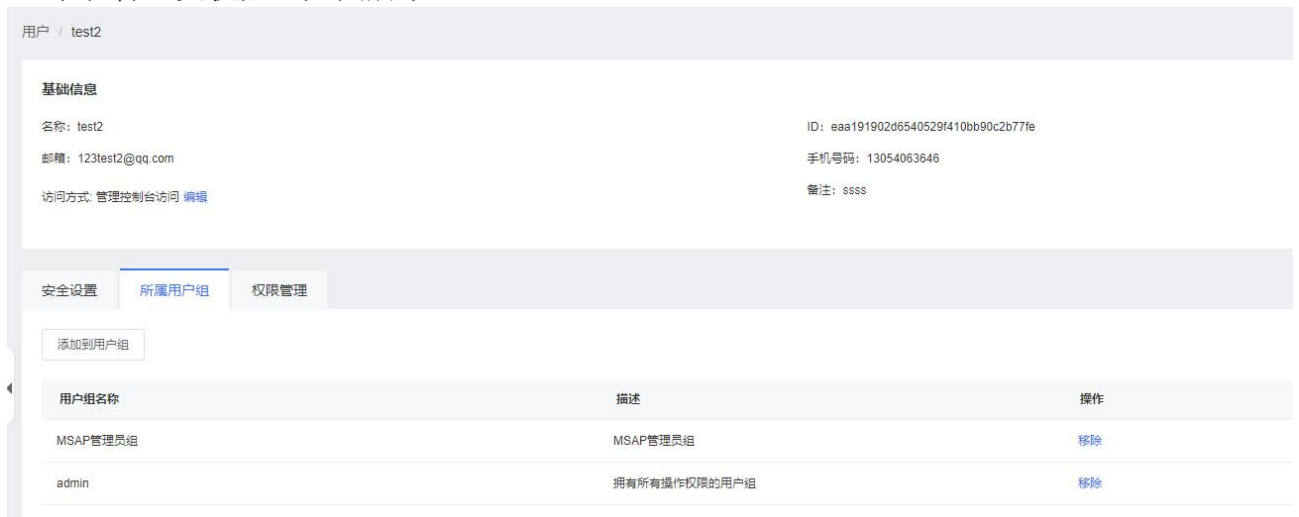 用户 / test2
基础信息
名称：test2
ID：eaa191902d6540529f410bb90c2b77fe
邮箱：123test2@qq.com
手机号码：13054063646
访问方式: 管理控制台访问 编辑
备注：ssss
安全设置 所属用户组 权限管理
添加到用户组
用户组名称 描述 操作
MSAP管理员组 MSAP管理员组 移除
admin 拥有所有操作权限的用户组 移除